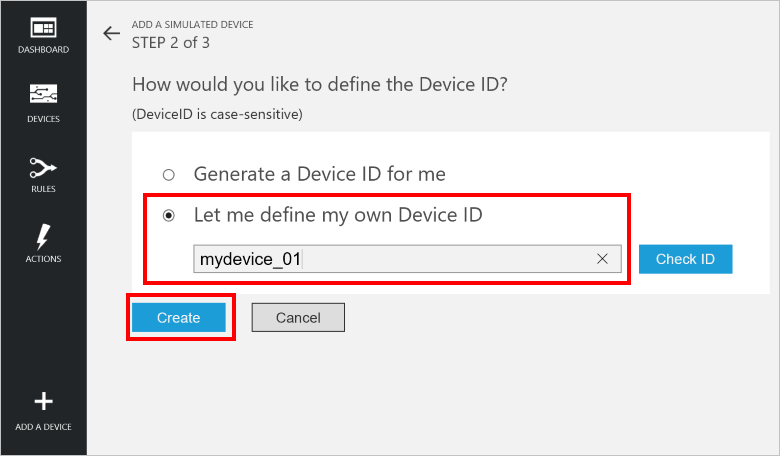 DASHBOARD
DEVICES
RULES
ACTIONS
ADD A DEVICE
ADD A SIMULATED DEVICE
STEP 2 of 3
How would you like to define the Device ID?
(DeviceID is case-sensitive)
Generate a Device ID for me
Let me define my own Device ID
mydevice_01
Check ID
Create
Cancel